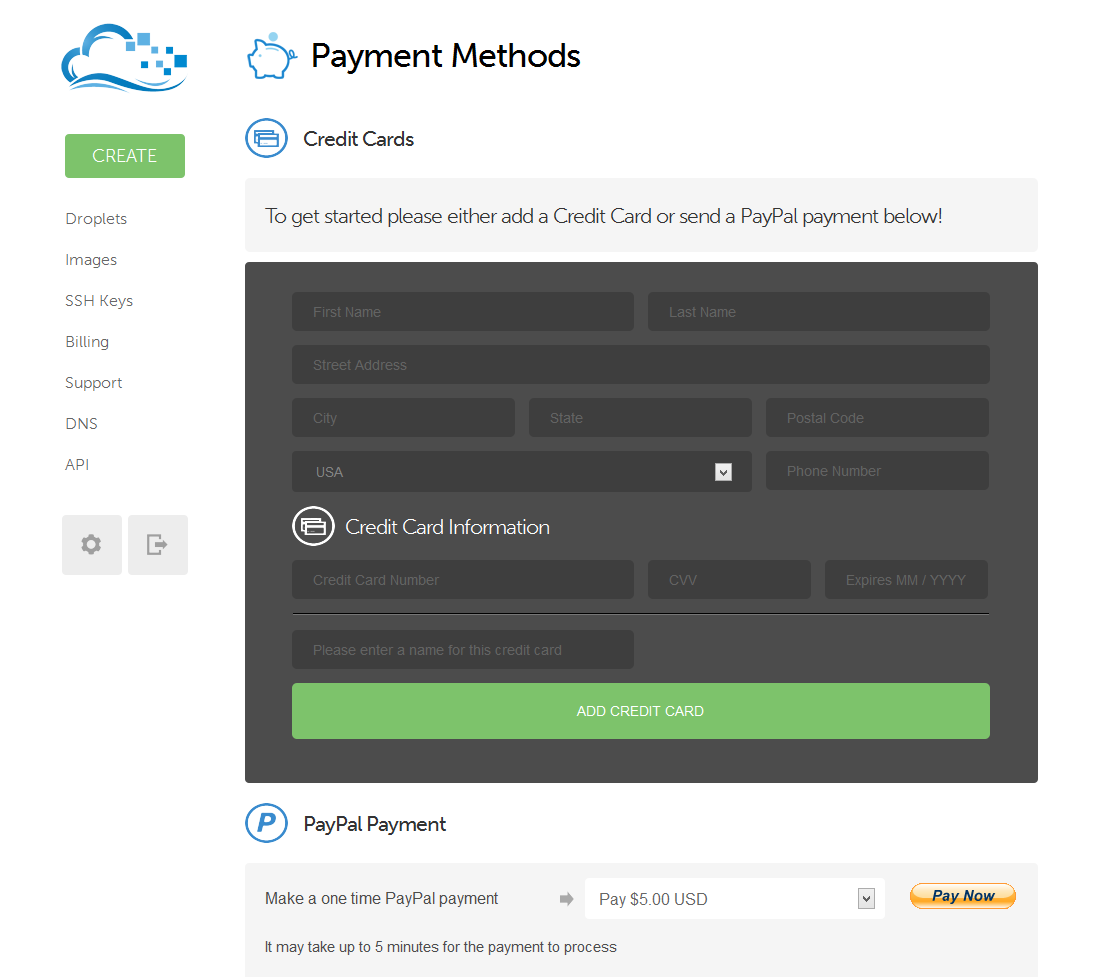 Payment Methods
CREATE
Droplets
Images
SSH Keys
Billing
Support
DNS
API
Credit Cards
To get started please either add a Credit Card or send a PayPal payment below!
First Name Last Name
Street Address
City State Postal Code
USA Phone Number
Credit Card Information
Credit Card Number CVV Expires MM / YYYY
Please enter a name for this credit card
ADD CREDIT CARD
P PayPal Payment
Make a one time PayPal payment Pay $5.00 USD Pay Now
It may take up to 5 minutes for the payment to process